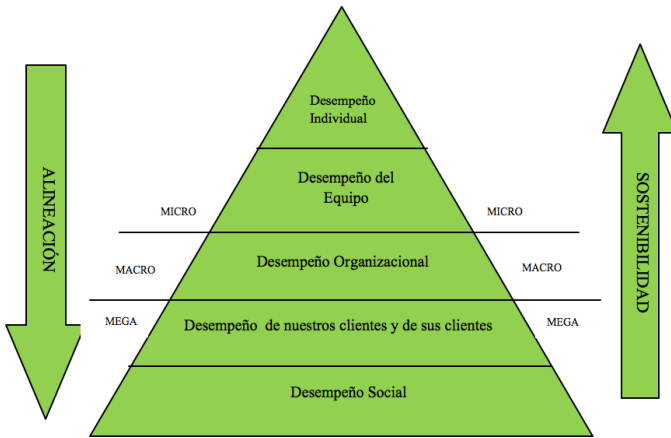 Desempeño
Individual
Desempeño del
Equipo
MICRO
MICRO
Desempeño Organizacional
MACRO
MACRO
MEGA
Desempeño de nuestros clientes y de sus clientes
MEGA
Desempeño Social
ALINEACIÓN
SOSTENIBILIDAD